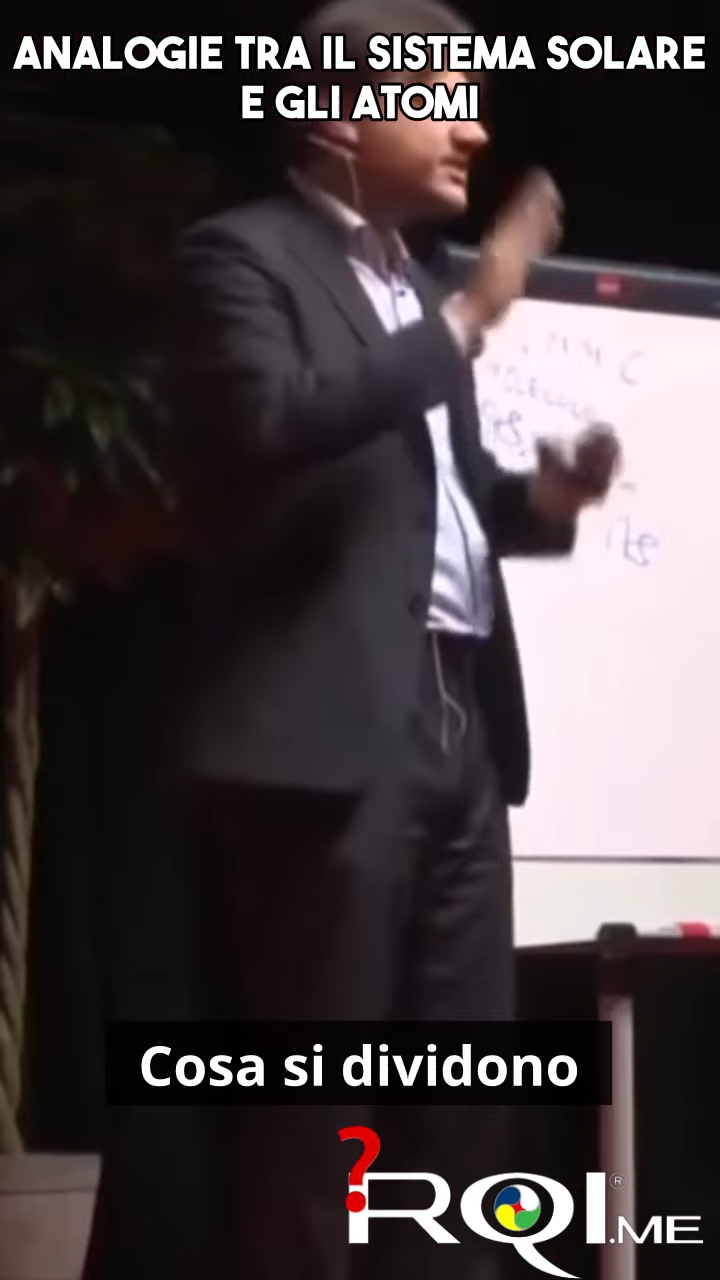 ANALOGIE TRA IL SISTEMA SOLARE
E GLI ATOMI
Cosa si dividono
?RQI®.ME